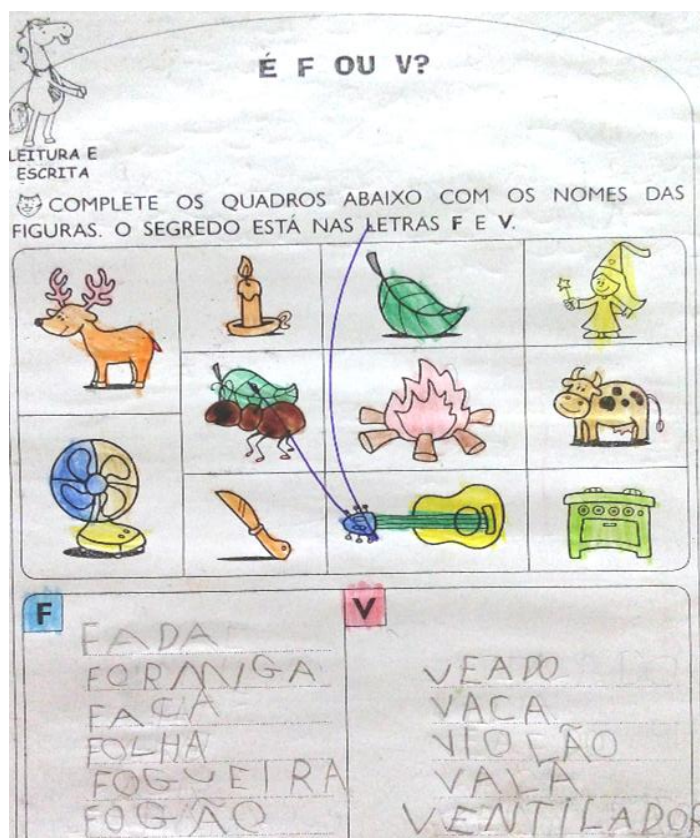 É F OU V?
LEITURA E
ESCRITA
COMPLETE OS QUADROS ABAIXO COM OS NOMES DAS
FIGURAS. O SEGREDO ESTÁ NAS LETRAS F E V.
F
FADA
FORMIGA
FACA
FOLHA
FOGUEIRA
FOGÃO
V
VEADO
VACA
VIOLÃO
VALA
VENTILADO